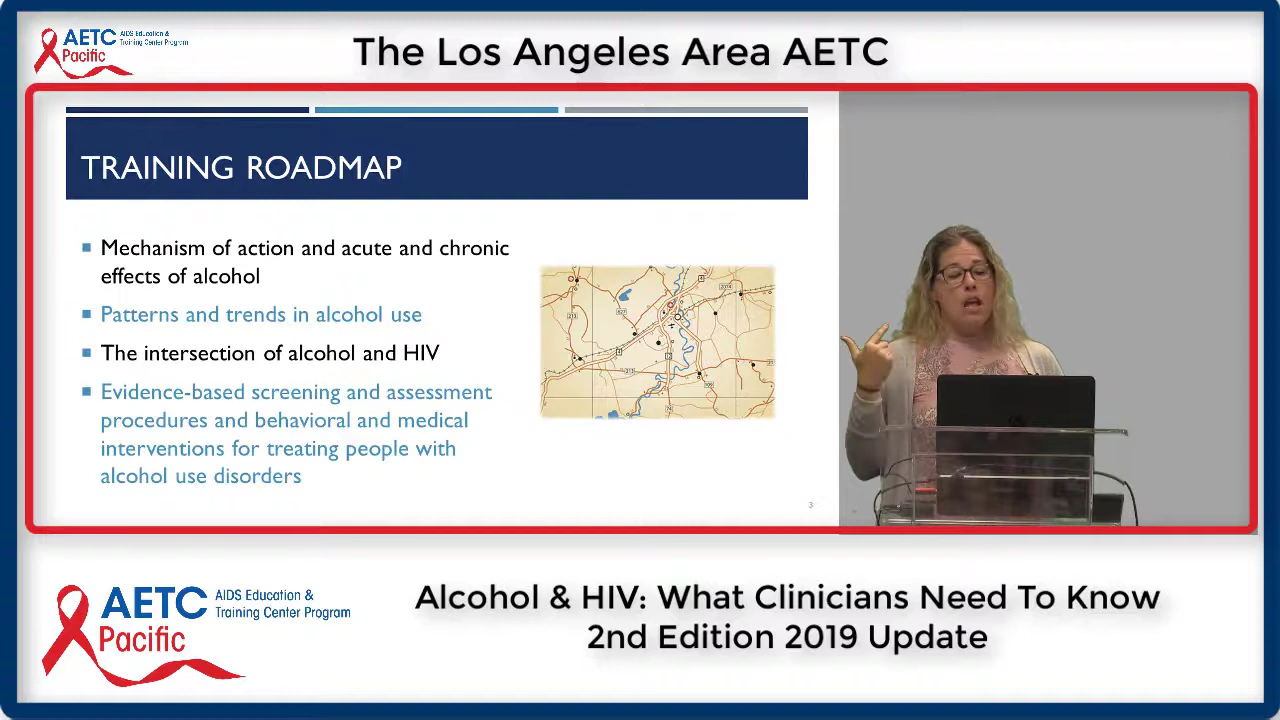 AETC AIDS Education &
Training Center Program
Pacific
The Los Angeles Area AETC
TRAINING ROADMAP
Mechanism of action and acute and chronic
effects of alcohol
Patterns and trends in alcohol use
The intersection of alcohol and HIV
Evidence-based screening and assessment
procedures and behavioral and medical
interventions for treating people with
alcohol use disorders
3
AETC AIDS Education &
Training Center Program
Pacific
Alcohol & HIV: What Clinicians Need To Know
2nd Edition 2019 Update